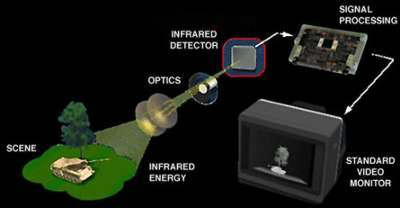 SIGNAL
PROCESSING
INFRARED
DETECTOR
OPTICS
SCENE
INFRARED
ENERGY
STANDARD
VIDEO
MONITOR